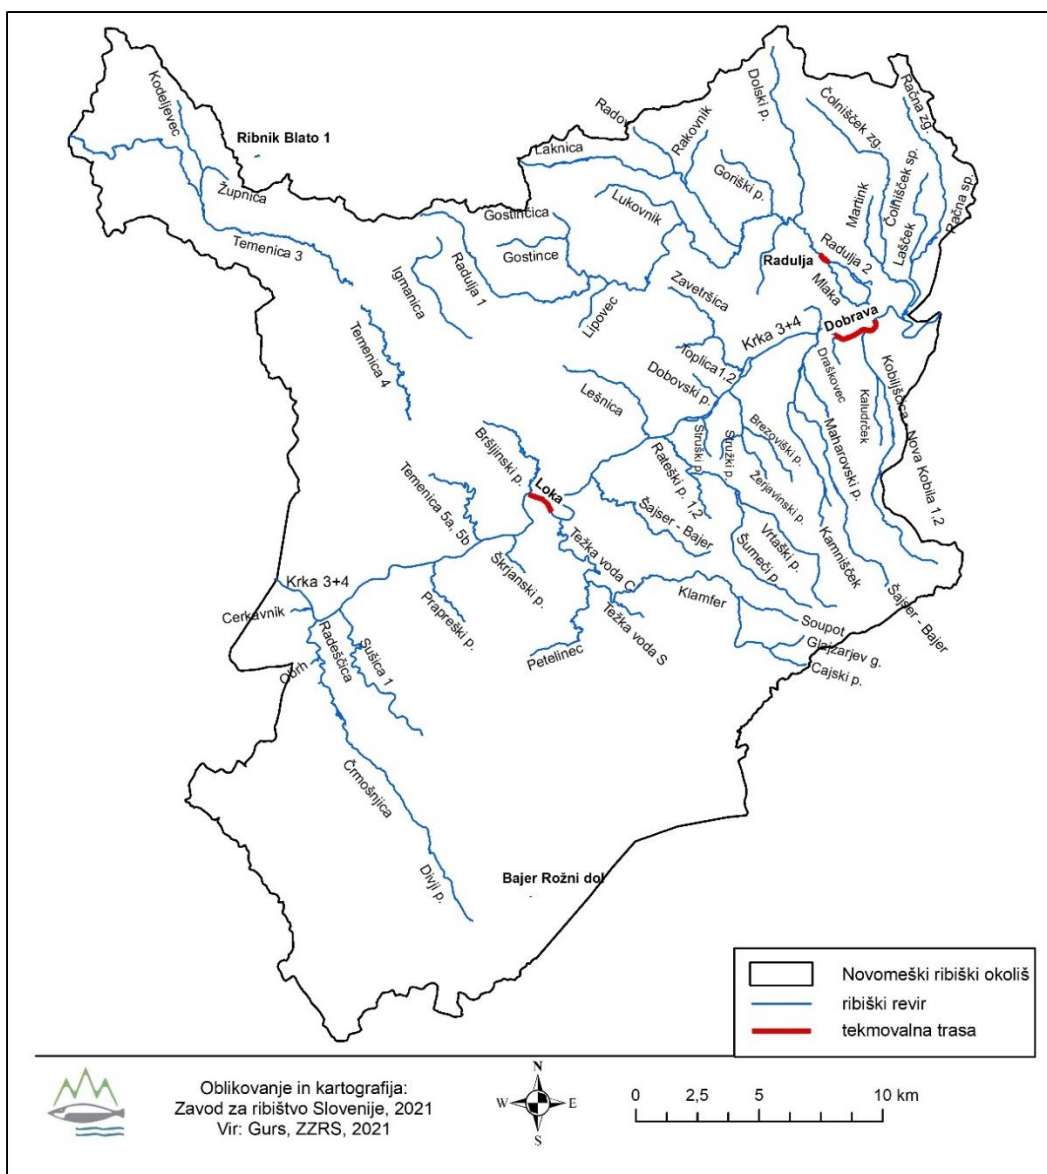 Kodeljevec
Ribnik Blato 1
Župnica
Temenica 3
Temenica 4
Igmanica
Radulja 1
Gostinčica
Gostince
Lipovec
Lukovnik
Laknica
Radov
Rakovnik
Goriški p.
Dolski p.
Čolnišček zg.
Račna zg.
Martink
Čolnišček sp.
Lašček
Račna sp.
Radulja 2
Radulja
Mlaka
Dobrava
Zavetršica
Krka 3+4
Toplica1,2
Dobovski p.
Lešnica
Draškovec
Kaludrček
Kobiljščica
Nova Kobila 1,2
Struški p.
Stružki p.
Brezoviški p.
Maharovski p.
Žerjavinski p.
Rateški p. 1,2
Bršljinski p.
Loka
Temenica 5a, 5b
Šajser - Bajer
Vrtaški p.
Šumeči p.
Kamnišček
Šajser - Bajer
Težka voda C
Škrjanski p.
Klamfer
Soupot
Glajzarjev g.
Cajski p.
Težka voda S
Petelinec
Prapreški p.
Krka 3+4
Cerkavnik
Radeščica
Sušica 1
Obrh
Črmošnjica
Divji p.
Bajer Rožni dol
Novomeški ribiški okoliš
ribiški revir
tekmovalna trasa
Oblikovanje in kartografija:
Zavod za ribištvo Slovenije, 2021
Vir: Gurs, ZZRS, 2021
N
W E
S
0 2,5 5 10 km